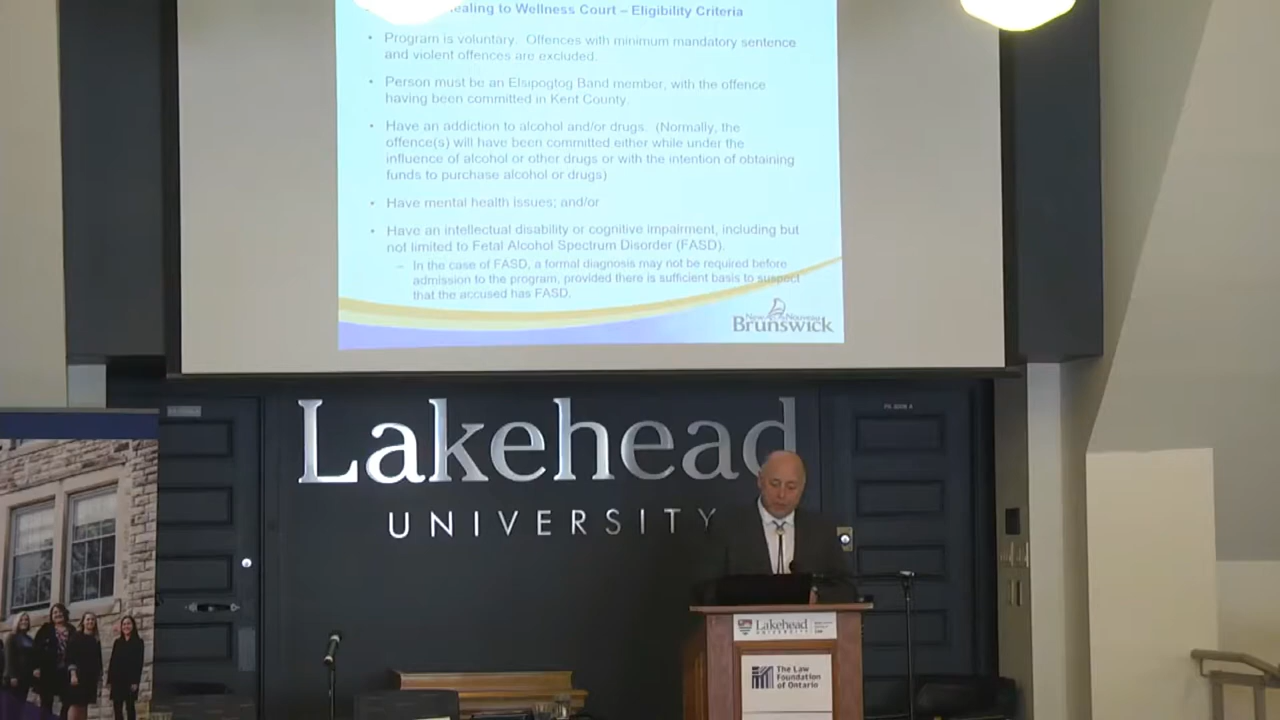 ealing to Wellness Court – Eligibility Criteria
• Program is voluntary. Offences with minimum mandatory sentence
and violent offences are excluded.
• Person must be an Elsipogtog Band member, with the offence
having been committed in Kent County.
• Have an addiction to alcohol and/or drugs. (Normally, the
offence(s) will have been committed either while under the
influence of alcohol or other drugs or with the intention of obtaining
funds to purchase alcohol or drugs)
• Have mental health issues; and/or
• Have an intellectual disability or cognitive impairment, including but
not limited to Fetal Alcohol Spectrum Disorder (FASD).
– In the case of FASD, a formal diagnosis may not be required before
admission to the program, provided there is sufficient basis to suspect
that the accused has FASD.
New Nouveau
Brunswick
Lakehead
UNIVERSITY
Lakehead
UNIVERSITY
The Law
Foundation
of Ontario